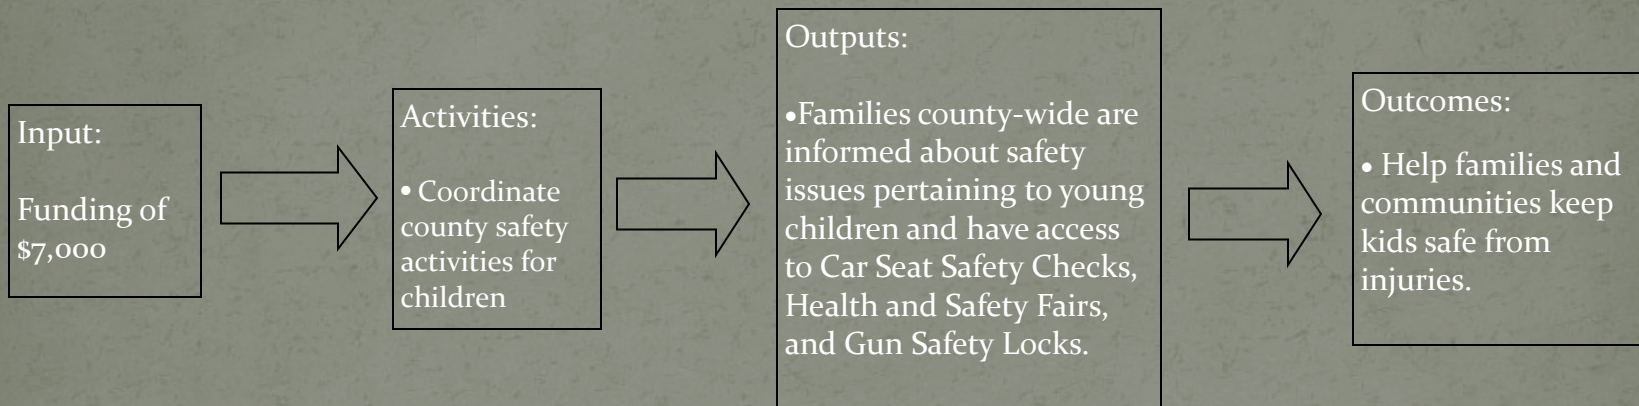 Input:
Funding of
$7,000
Activities:
• Coordinate
county safety
activities for
children
Outputs:
•Families county-wide are
informed about safety
issues pertaining to young
children and have access
to Car Seat Safety Checks,
Health and Safety Fairs,
and Gun Safety Locks.
Outcomes:
• Help families and
communities keep
kids safe from
injuries.